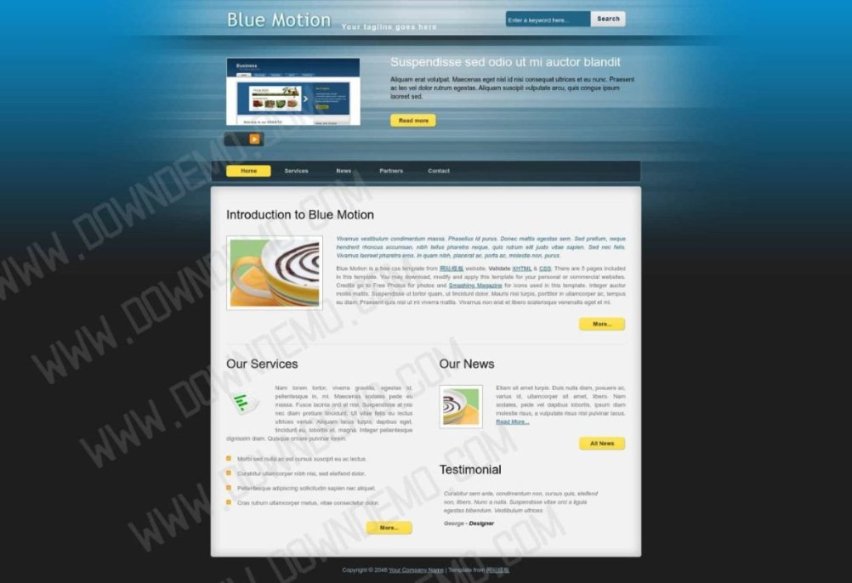 Blue Motion
Your tagline goes here
Enter a keyword here...
Search
Business
Suspendisse sed odio ut mi auctor blandit
Aliquam erat volutpat. Maecenas eget nisl id nisi consequat ultrices et eu nunc. Praesent
ac leo vel dolor rutrum egestas. Aliquam suscipit vulputate arcu, quis congue ipsum
laoreet sed.
Read more
Home
Services
News
Partners
Contact
Introduction to Blue Motion
Vivamus vestibulum condimentum massa. Phasellus id purus. Donec mattis egestas sem. Sed pretium, neque
hendrerit rhoncus accumsan, nibh tellus pharetra neque, quis rutrum elit justo vitae sapien. Sed nec felis.
Vivamus laoreet pharetra eros, in quam nibh, placerat ac, porta ac, molestie non, purus.
Blue Motion is a free css template from 网站模板 website. Validate XHTML & CSS. There are 5 pages included
in this template. You may download, modify and apply this template for your personal or commercial websites.
Credits go to Free Photos for photos and Smashing Magazine for icons used in this template. Integer auctor
mollis mattis. Suspendisse ut tortor quam, ut tincidunt dolor. Mauris nisl turpis, porttitor in ullamcorper ac, tempus
eu diam. Praesent quis nisl ut mi viverra mattis. Vivamus non erat et libero scelerisque venenatis eget et mi.
More...
Our Services
Nam lorem tortor, viverra gravida, egestas id,
pellentesque in, mi. Maecenas sodales pede eu
massa. Fusce lacinia orci at nisl. Suspendisse at nisi
nec diam pretium tincidunt. Ut vitae felis eu lectus
ultrices varius. Aliquam lacus turpis, dapibus eget,
tincidunt eu, lobortis et, magna. Integer pellentesque
dignissim diam. Quisque ornare pulvinar turpis.
Morbi sed nulla ac est cursus suscipit eu ac lectus.
Curabitur ullamcorper nibh nisi, sed eleifend dolor.
Pellentesque adipiscing sollicitudin sapien nec aliquet.
Cras rutrum ullamcorper metus, vitae consectetur dolor.
More...
Our News
Etiam sit amet turpis. Duis nulla diam, posuere ac,
varius id, ullamcorper sit amet, libero. Nam
sodales, pede vel dapibus lobortis, ipsum diam
molestie risus, a vulputate risus nisl pulvinar lacus.
Read More...
All News
Testimonial
Curabitur sem ante, condimentum non, cursus quis, eleifend
non, libero. Nunc a nulla. Suspendisse vitae orci a ligula
egestas bibendum. Vestibulum ultrices
George - Designer
Copyright © 2048 Your Company Name | Template from 网站模板
WWW.DOWNDEMO.COM
WWW.DOWNDEMO.COM
WWW.DOWNDEMO.COM
WWW.DOWNDEMO.COM
WWW.DOWNDEMO.COM